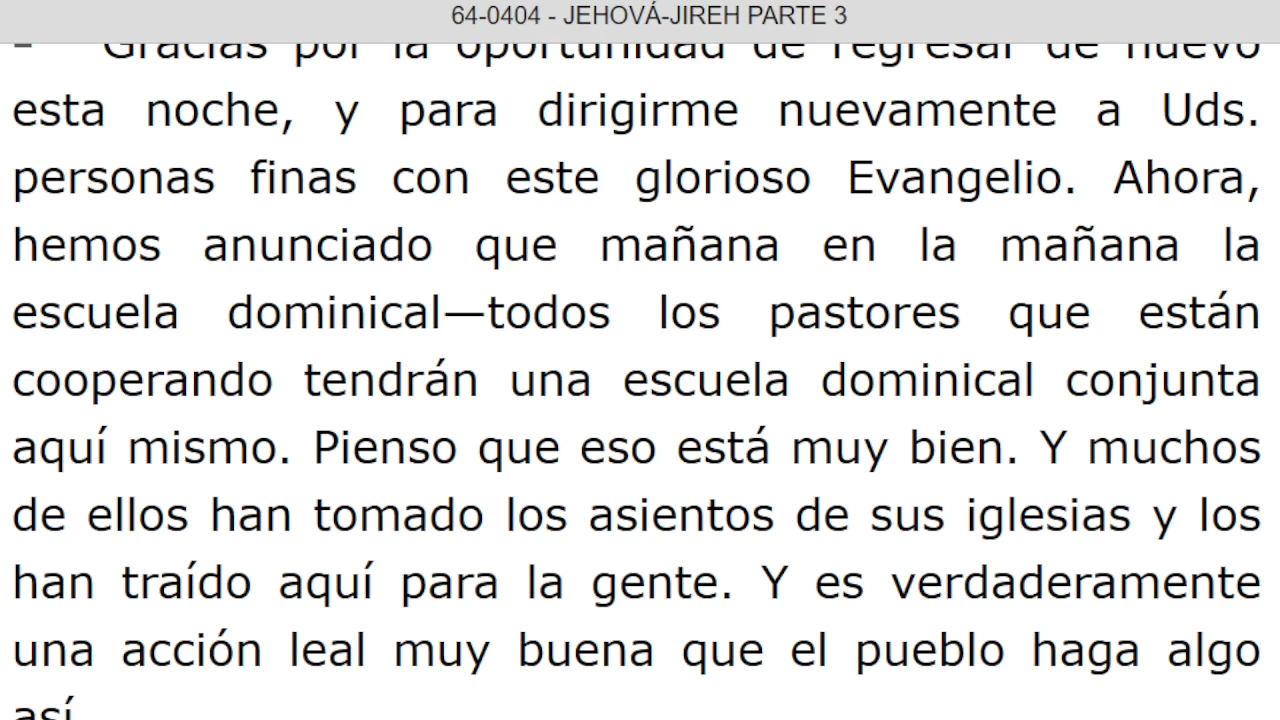 64-0404 - JEHOVÁ-JIREH PARTE 3
- Gracias por la oportunidad de regresar de nuevo
esta noche, y para dirigirme nuevamente a Uds.
personas finas con este glorioso Evangelio. Ahora,
hemos anunciado que mañana en la mañana la
escuela dominical—todos los pastores que están
cooperando tendrán una escuela dominical conjunta
aquí mismo. Pienso que eso está muy bien. Y muchos
de ellos han tomado los asientos de sus iglesias y los
han traído aquí para la gente. Y es verdaderamente
una acción leal muy buena que el pueblo haga algo
así